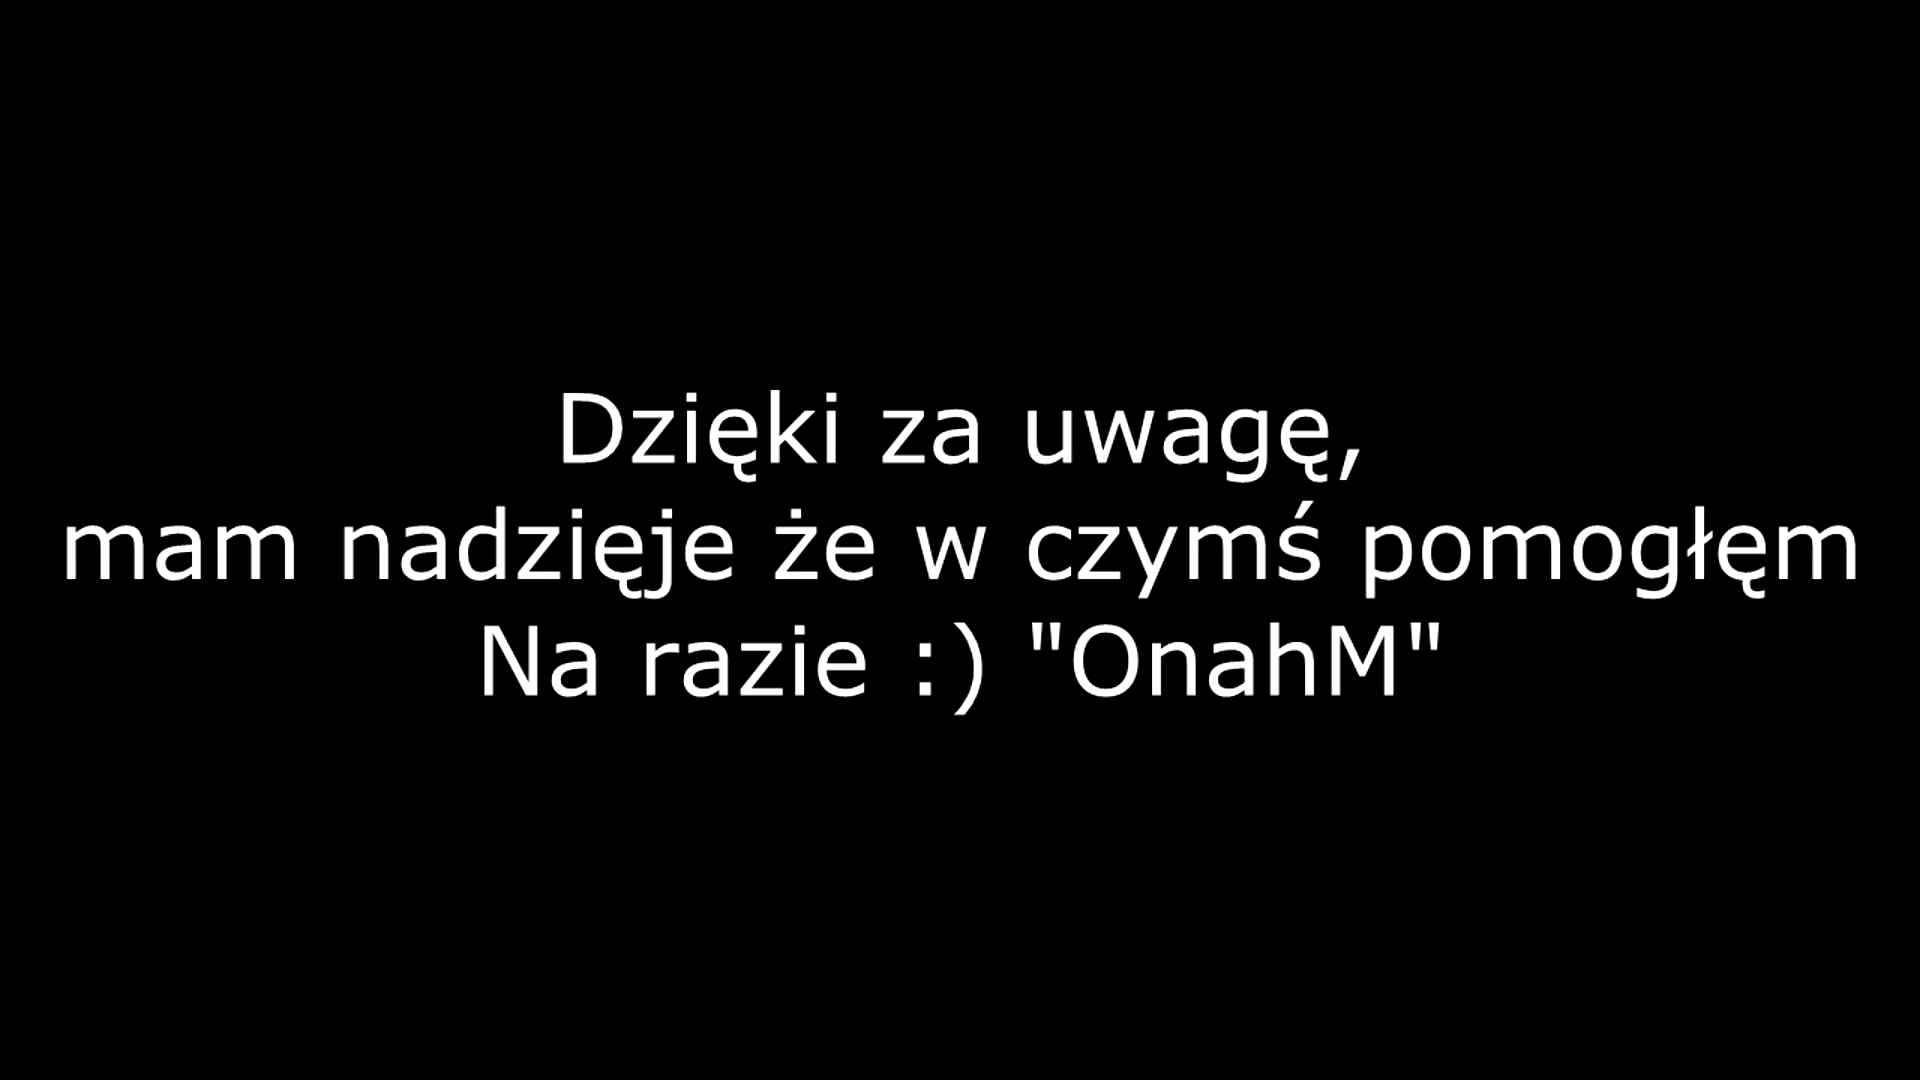 Dzięki za uwagę,
mam nadzięje że w czymś pomogłęm
Na razie :) "OnahM"